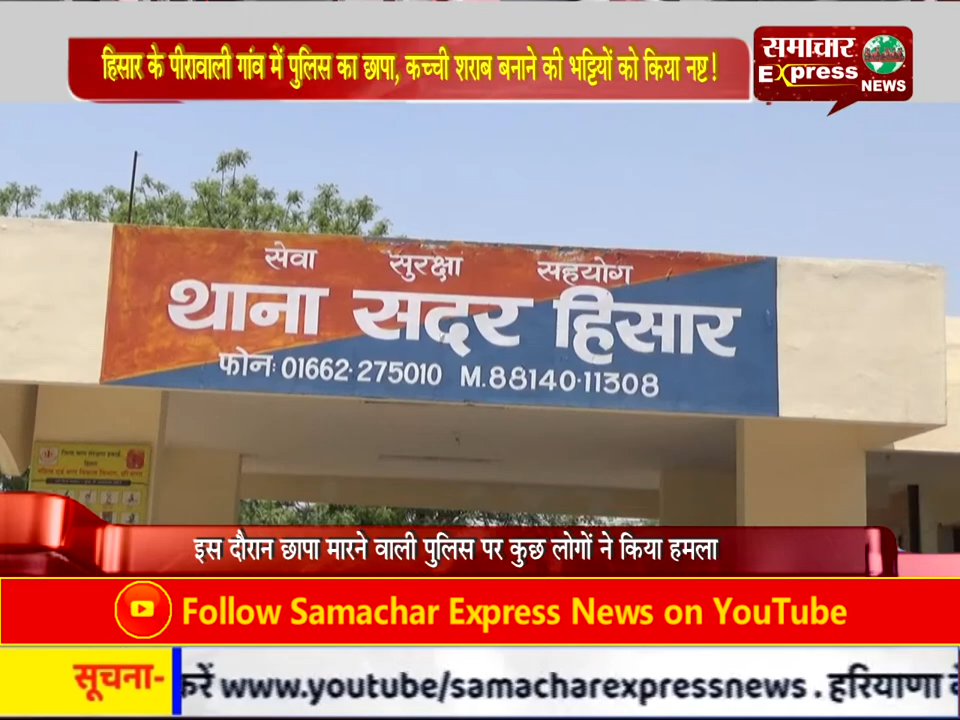 हिसार के पीरावाली गांव में पुलिस का छापा, कच्ची शराब बनाने की भट्टियों को किया नष्ट!
समाचार
Express
NEWS
सेवा सुरक्षा सहयोग
थाना सदर हिसार
फोन: 01662-275010 M.88140-11308
इस दौरान छापा मारने वाली पुलिस पर कुछ लोगों ने किया हमला
Follow Samachar Express News on YouTube
सूचना- करें www.youtube/samacharexpressnews . हरियाणा